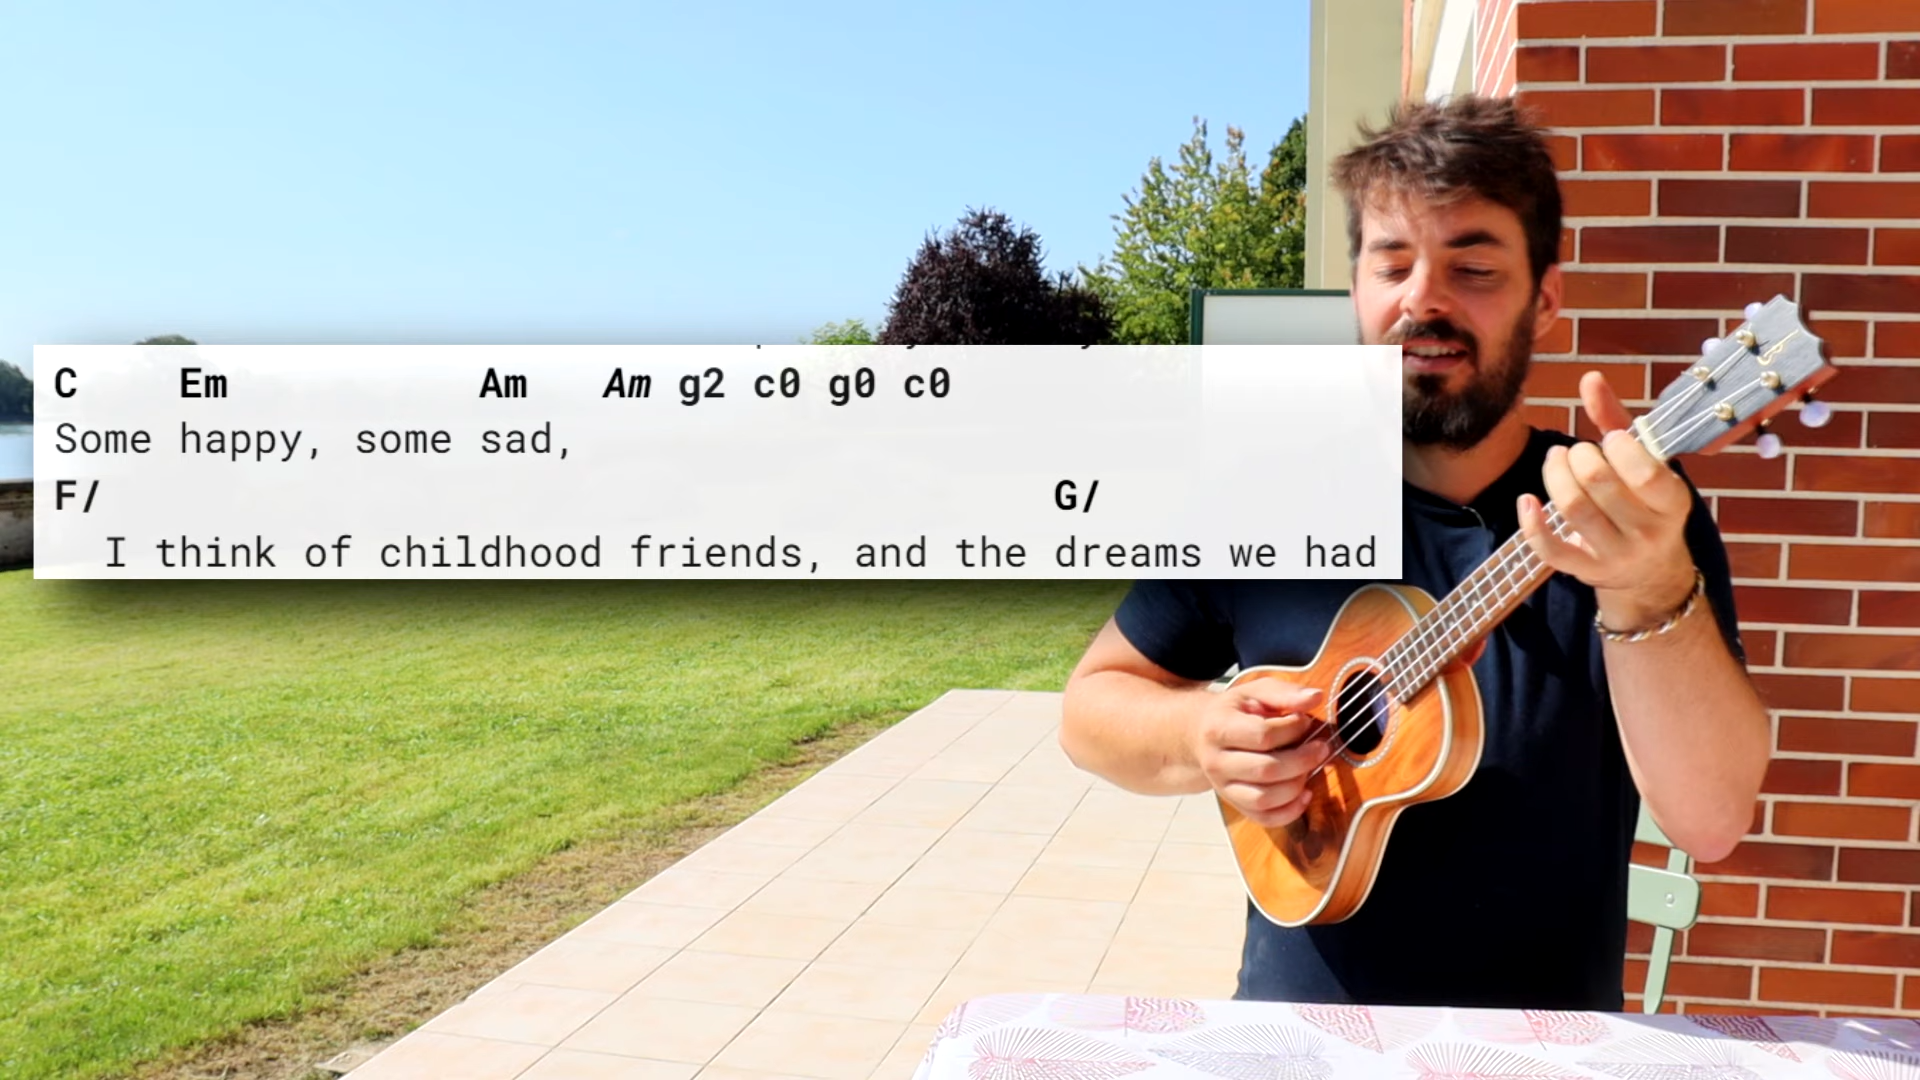 C    Em          Am   Am g2 c0 g0 c0
Some happy, some sad,
F/                                      G/
  I think of childhood friends, and the dreams we had